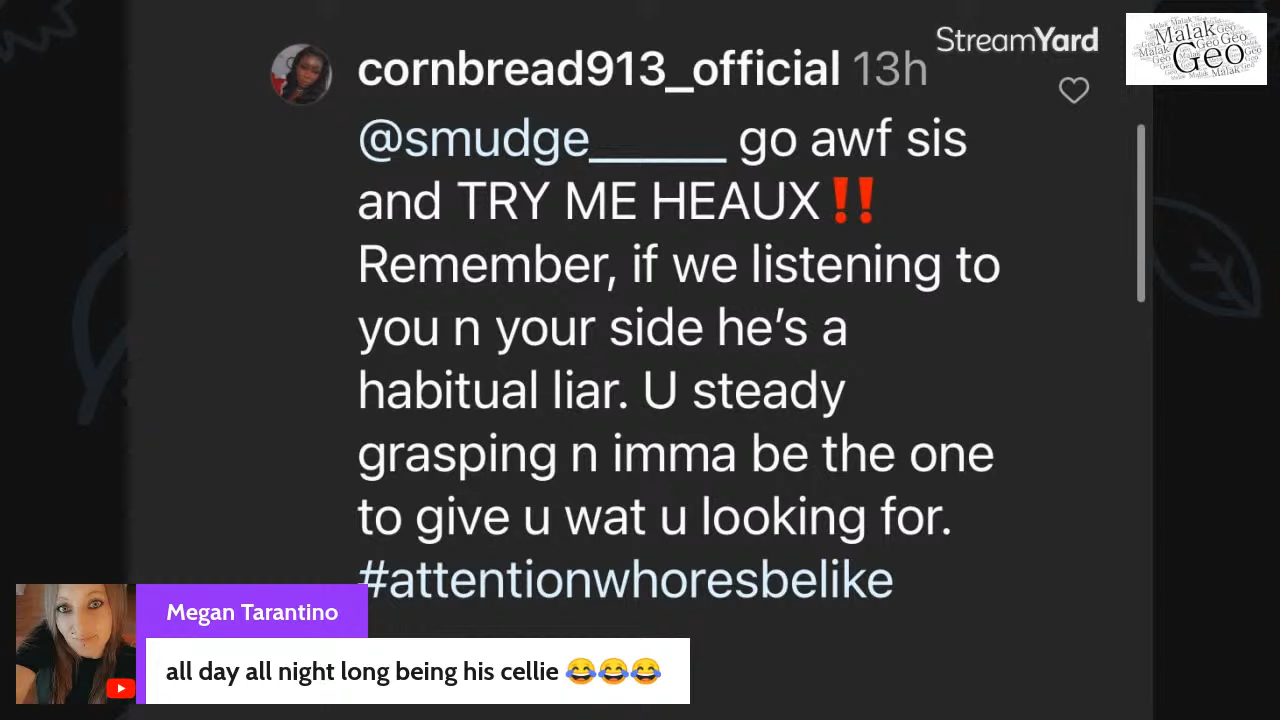 StreamYard
Malak
Geo
cornbread913_official 13h
@smudge______ go awf sis
and TRY ME HEAUX‼️
Remember, if we listening to
you n your side he's a
habitual liar. U steady
grasping n imma be the one
to give u wat u looking for.
#attentionwhoresbelike
Megan Tarantino
all day all night long being his cellie 😂😂😂